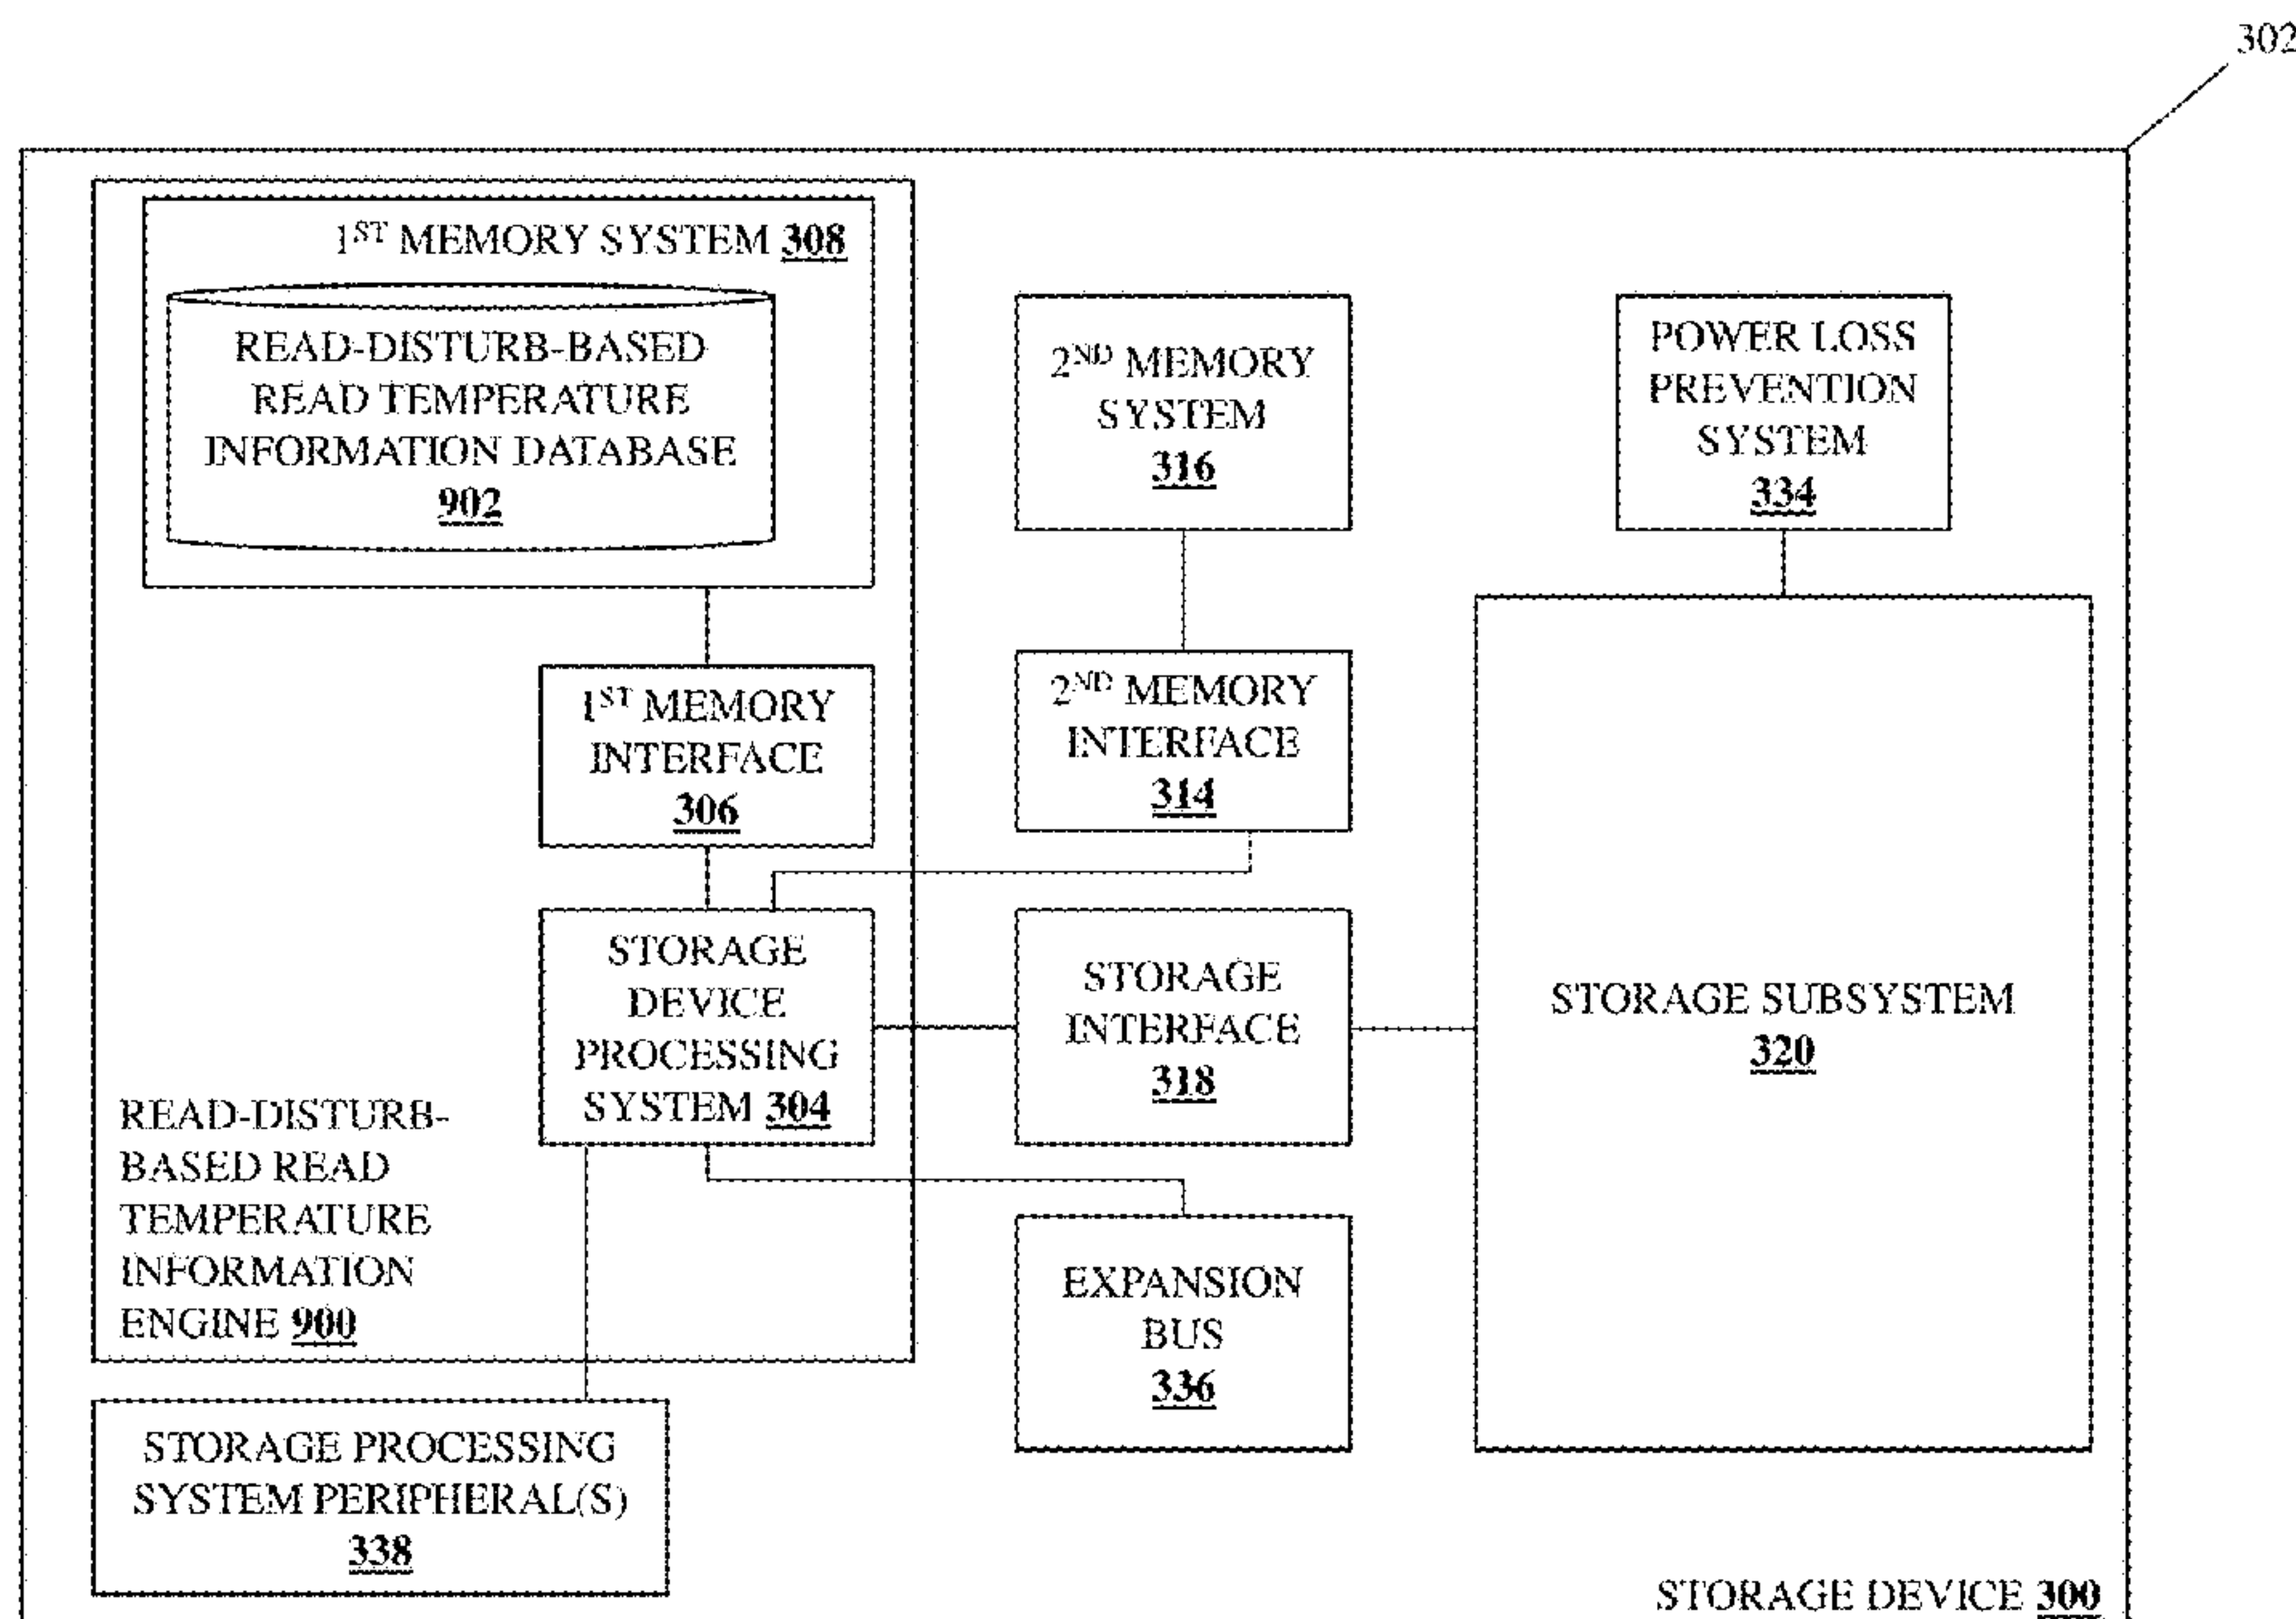 302
1ST MEMORY SYSTEM 308
READ-DISTURB-BASED
READ TEMPERATURE
INFORMATION DATABASE
902
2ND MEMORY
SYSTEM
316
POWER LOSS
PREVENTION
SYSTEM
334
1ST MEMORY
INTERFACE
306
2ND MEMORY
INTERFACE
314
STORAGE
DEVICE
PROCESSING
SYSTEM 304
STORAGE
INTERFACE
318
STORAGE SUBSYSTEM
320
READ-DISTURB-
BASED READ
TEMPERATURE
INFORMATION
ENGINE 900
EXPANSION
BUS
336
STORAGE PROCESSING
SYSTEM PERIPHERAL(S)
338
STORAGE DEVICE 300